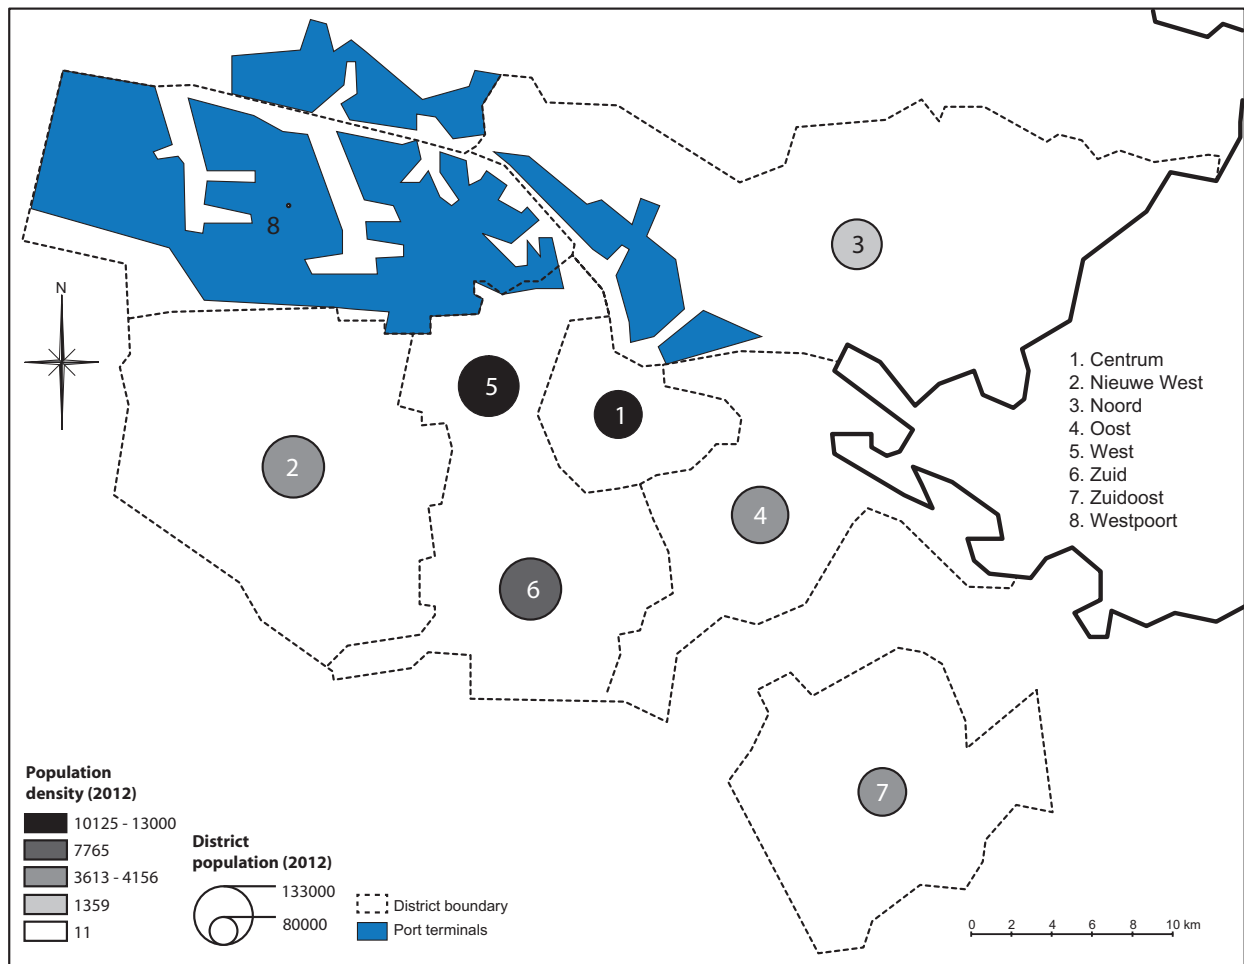 8
N
3
5
1
2
4
6
7
1. Centrum
2. Nieuwe West
3. Noord
4. Oost
5. West
6. Zuid
7. Zuidoost
8. Westpoort
Population
density (2012)
10125 - 13000
7765
3613 - 4156
1359
11
District
population (2012)
133000
80000
District boundary
Port terminals
0 2 4 6 8 10 km